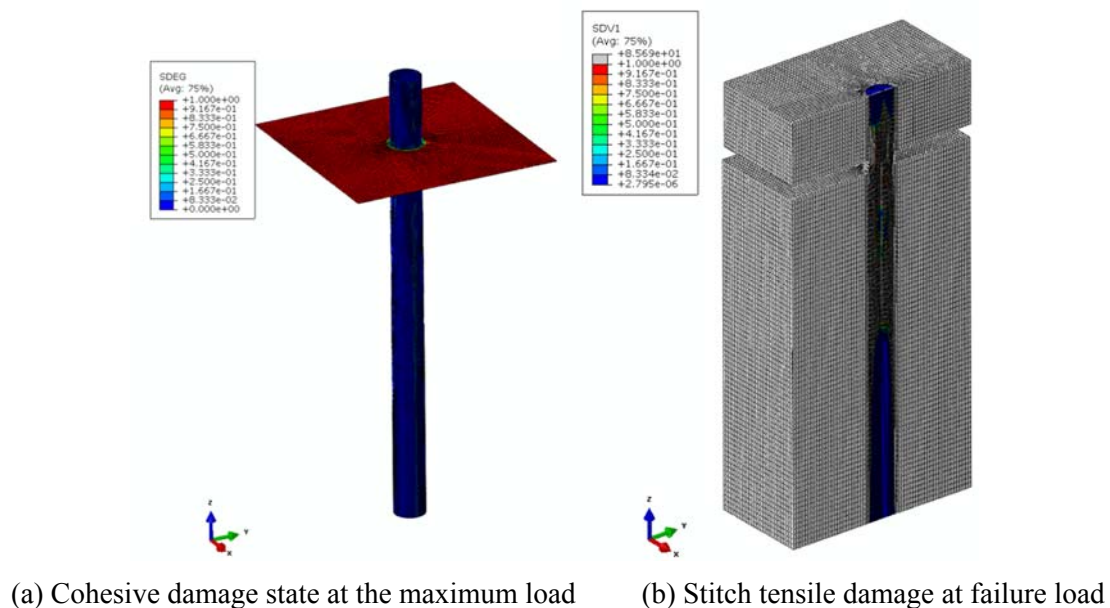 SDEG
(Avg: 75%)
+1.000e+00
+9.167e-01
+8.333e-01
+7.500e-01
+6.667e-01
+5.833e-01
+5.000e-01
+4.167e-01
+3.333e-01
+2.500e-01
+1.667e-01
+8.333e-02
+0.000e+00
z
Y
X
SDV1
(Avg: 75%)
+8.569e+01
+1.000e+00
+9.167e-01
+8.333e-01
+7.500e-01
+6.667e-01
+5.833e-01
+5.000e-01
+4.167e-01
+3.333e-01
+2.500e-01
+1.667e-01
+8.334e-02
+2.795e-06
z
Y
X
(a) Cohesive damage state at the maximum load
(b) Stitch tensile damage at failure load